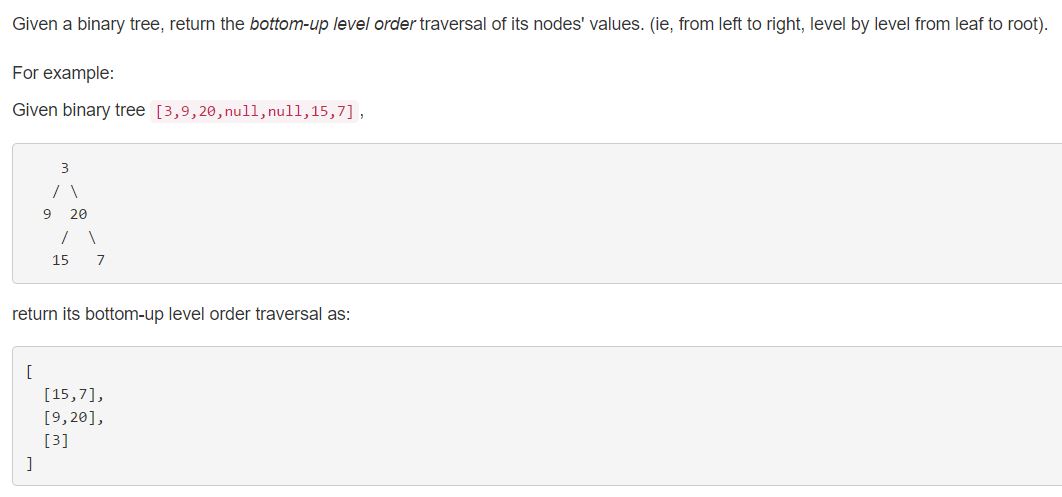 Given a binary tree, return the bottom-up level order traversal of its nodes' values. (ie, from left to right, level by level from leaf to root).
For example:
Given binary tree [3,9,20,null,null,15,7],
3
/ \
9 20
/ \
15 7
return its bottom-up level order traversal as:
[
[15,7],
[9,20],
[3]
]